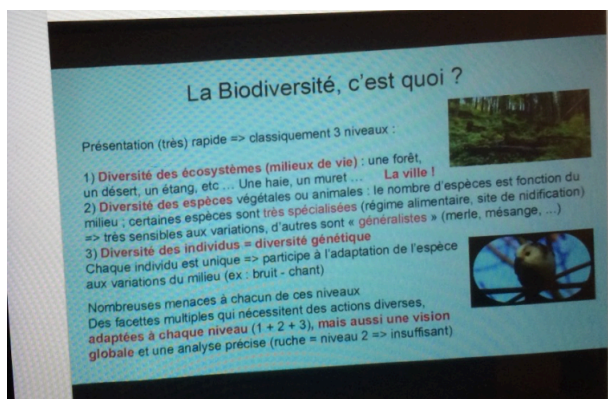 La Biodiversité, c'est quoi ?
Présentation (très) rapide => classiquement 3 niveaux :
1) Diversité des écosystèmes (milieux de vie) : une forêt,
un désert, un étang, etc ... Une haie, un muret ... La ville !
2) Diversité des espèces végétales ou animales : le nombre d'espèces est fonction du
milieu ; certaines espèces sont très spécialisées (régime alimentaire, site de nidification)
=> très sensibles aux variations, d'autres sont « généralistes » (merle, mésange, ...)
3) Diversité des individus = diversité génétique
Chaque individu est unique => participe à l'adaptation de l'espèce
aux variations du milieu (ex : bruit - chant)
Nombreuses menaces à chacun de ces niveaux
Des facettes multiples qui nécessitent des actions diverses,
adaptées à chaque niveau (1 + 2 + 3), mais aussi une vision
globale et une analyse précise (ruche = niveau 2 => insuffisant)